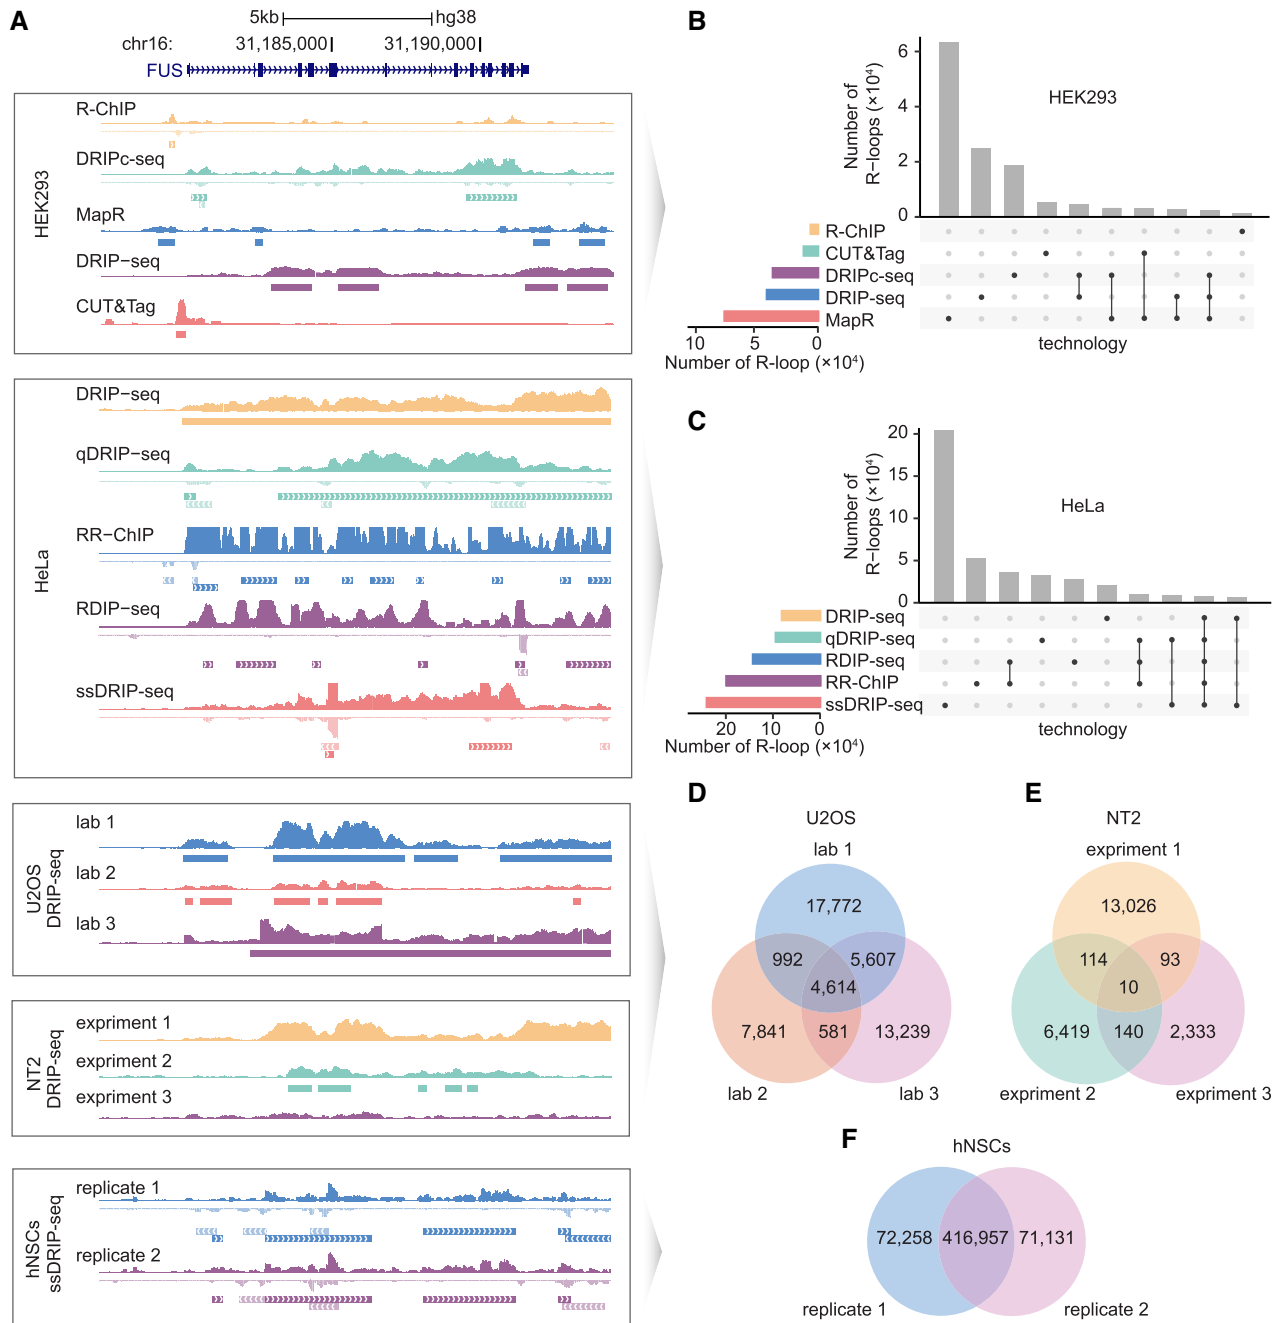 A
5kb
hg38
chr16:
31,185,000
31,190,000
FUS
HEK293
R-ChIP
DRIPc-seq
MapR
DRIP-seq
CUT&Tag
HeLa
DRIP−seq
qDRIP−seq
RR−ChIP
RDIP−seq
ssDRIP-seq
U2OS
DRIP-seq
lab 1
lab 2
lab 3
NT2
DRIP-seq
expriment 1
expriment 2
expriment 3
hNSCs
ssDRIP-seq
replicate 1
replicate 2
B
Number of
R−loops (×10⁴)
6
4
2
0
HEK293
R-ChIP
CUT&Tag
DRIPc-seq
DRIP-seq
MapR
10
5
0
Number of R-loop (×10⁴)
technology
C
Number of
R−loops (×10⁴)
20
15
10
5
0
HeLa
DRIP-seq
qDRIP-seq
RDIP-seq
RR-ChIP
ssDRIP-seq
20
10
0
Number of R-loop (×10⁴)
technology
D
U2OS
lab 1
17,772
992
5,607
4,614
7,841
581
13,239
lab 2
lab 3
E
NT2
expriment 1
13,026
114
93
10
6,419
140
2,333
expriment 2
expriment 3
F
hNSCs
72,258
416,957
71,131
replicate 1
replicate 2